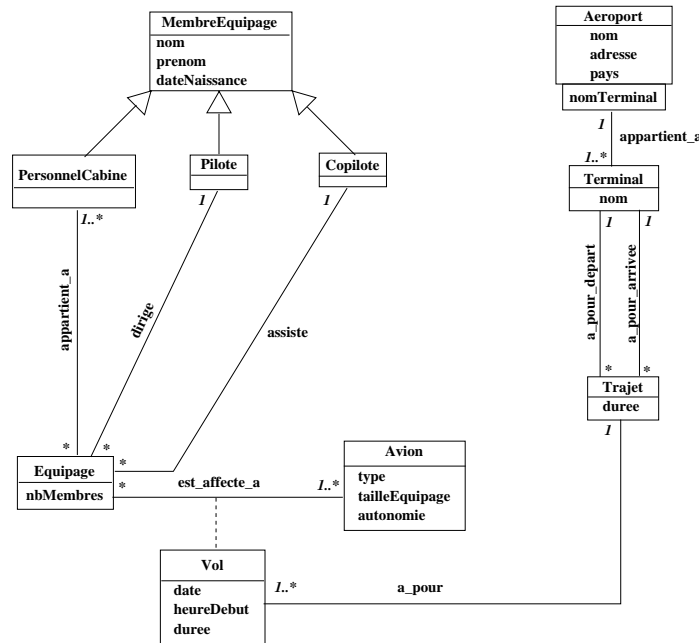 MembreEquipage
nom
prenom
dateNaissance
Aeroport
nom
adresse
pays
nomTerminal
1
appartient_a
1..*
PersonnelCabine
Pilote
Copilote
Terminal
nom
1..*
1
1
1
1
appartient_a
dirige
assiste
a_pour_depart
a_pour_arrivee
*
*
Trajet
duree
1
*
*
*
Equipage
nbMembres
*
est_affecte_a
1..*
Avion
type
tailleEquipage
autonomie
Vol
date
heureDebut
duree
1..*
a_pour